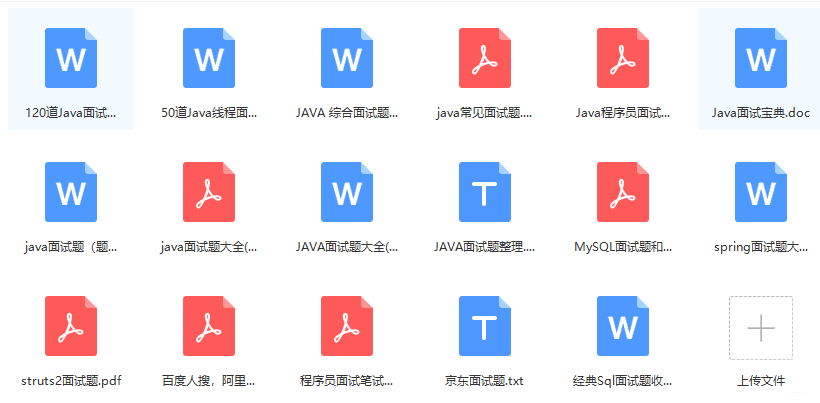 120道Java面试...
50道Java线程面...
JAVA 综合面试题...
java常见面试题....
Java程序员面试...
Java面试宝典.doc
java面试题（题...
java面试题大全(...
JAVA面试题大全(...
JAVA面试题整理....
MySQL面试题和...
spring面试题大...
struts2面试题.pdf
百度人搜，阿里...
程序员面试笔试...
京东面试题.txt
经典Sql面试题收...
上传文件